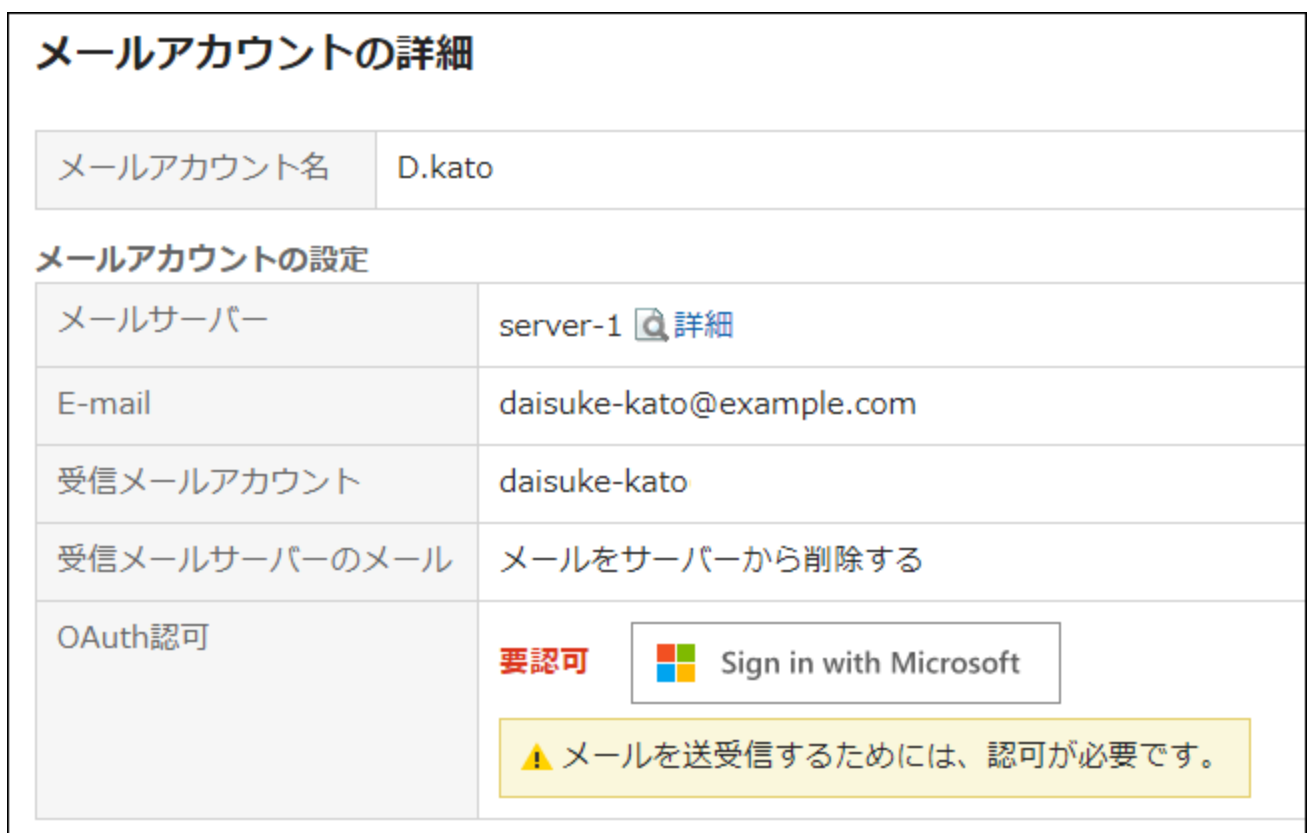 メールアカウントの詳細
メールアカウント名 D.kato
メールアカウントの設定
メールサーバー server-1 詳細
E-mail daisuke-kato@example.com
受信メールアカウント daisuke-kato
受信メールサーバーのメール メールをサーバーから削除する
OAuth認可 要認可 Sign in with Microsoft
メールを送受信するためには、認可が必要です。